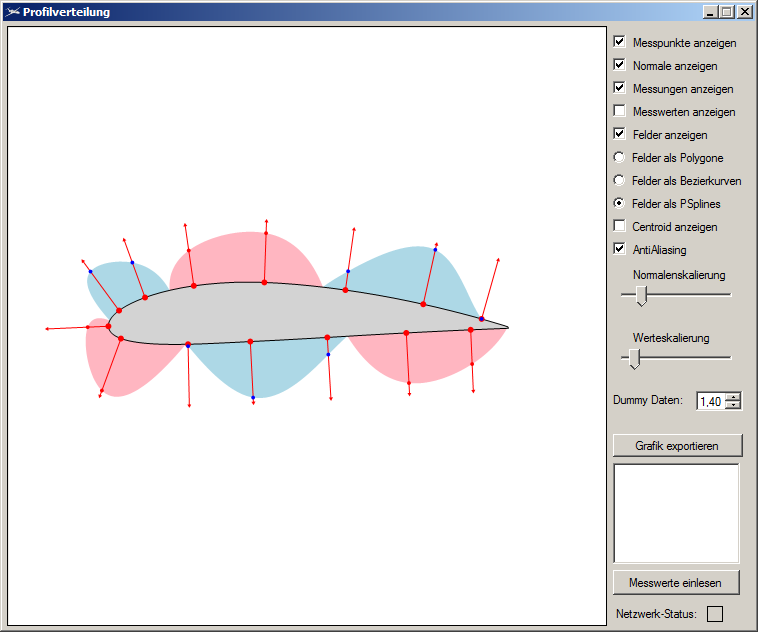 Profilverteilung
Messpunkte anzeigen
Normale anzeigen
Messungen anzeigen
Messwerten anzeigen
Felder anzeigen
Felder als Polygone
Felder als Bezierkurven
Felder als PSplines
Centroid anzeigen
AntiAliasing
Normalenskalierung
Werteskalierung
Dummy Daten: 1,40
Grafik exportieren
Messwerte einlesen
Netzwerk-Status: